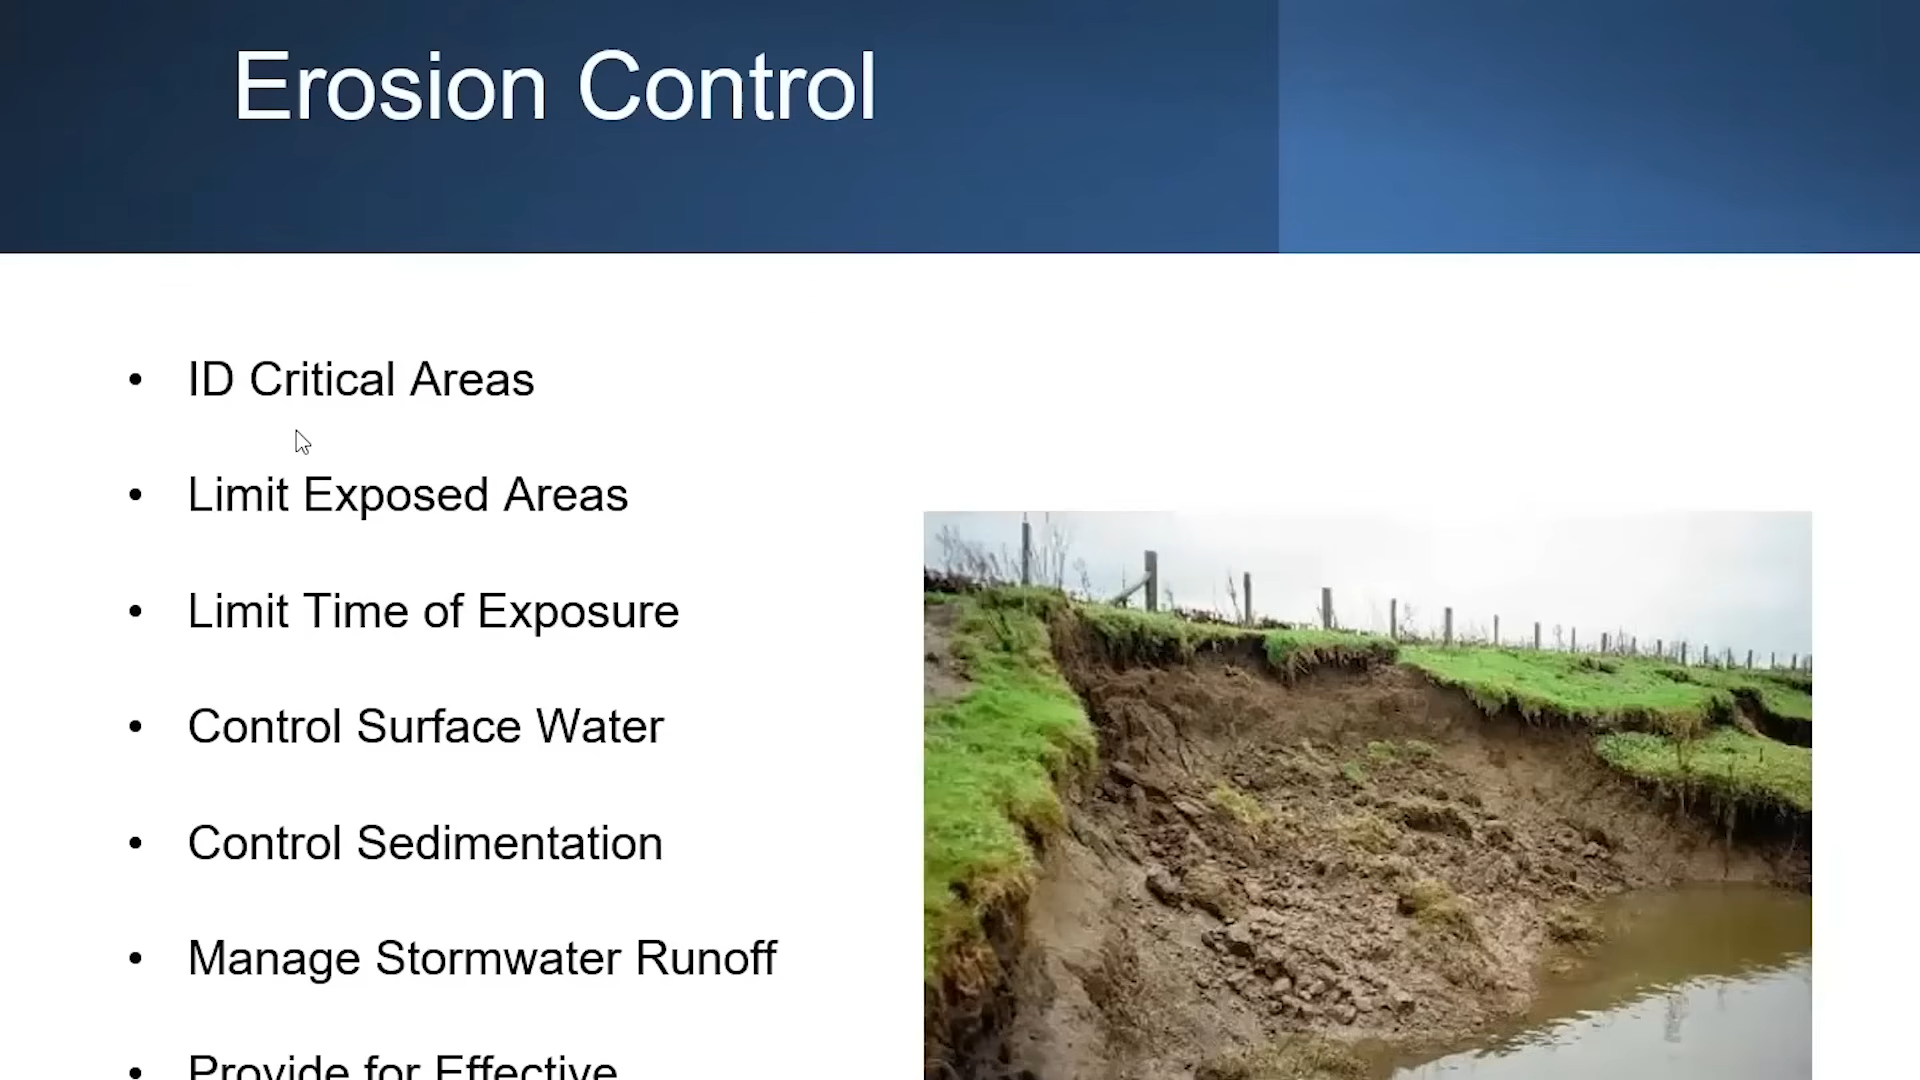 Erosion Control
• ID Critical Areas
• Limit Exposed Areas
• Limit Time of Exposure
• Control Surface Water
• Control Sedimentation
• Manage Stormwater Runoff
• Provide for Effective